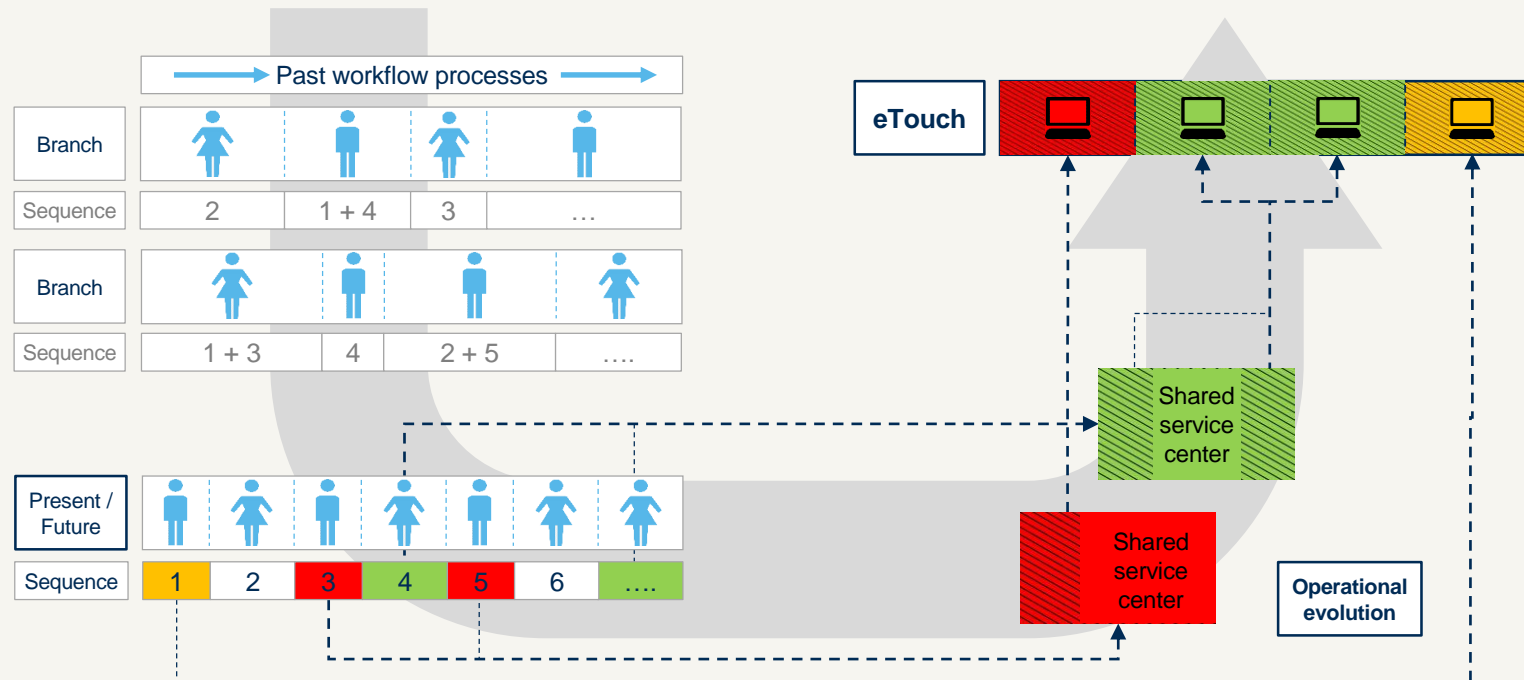 Past workflow processes
Branch
Sequence
2
1 + 4
3
…
Branch
Sequence
1 + 3
4
2 + 5
….
Present /
Future
Sequence
1
2
3
4
5
6
….
eTouch
Shared
service
center
Shared
service
center
Operational
evolution